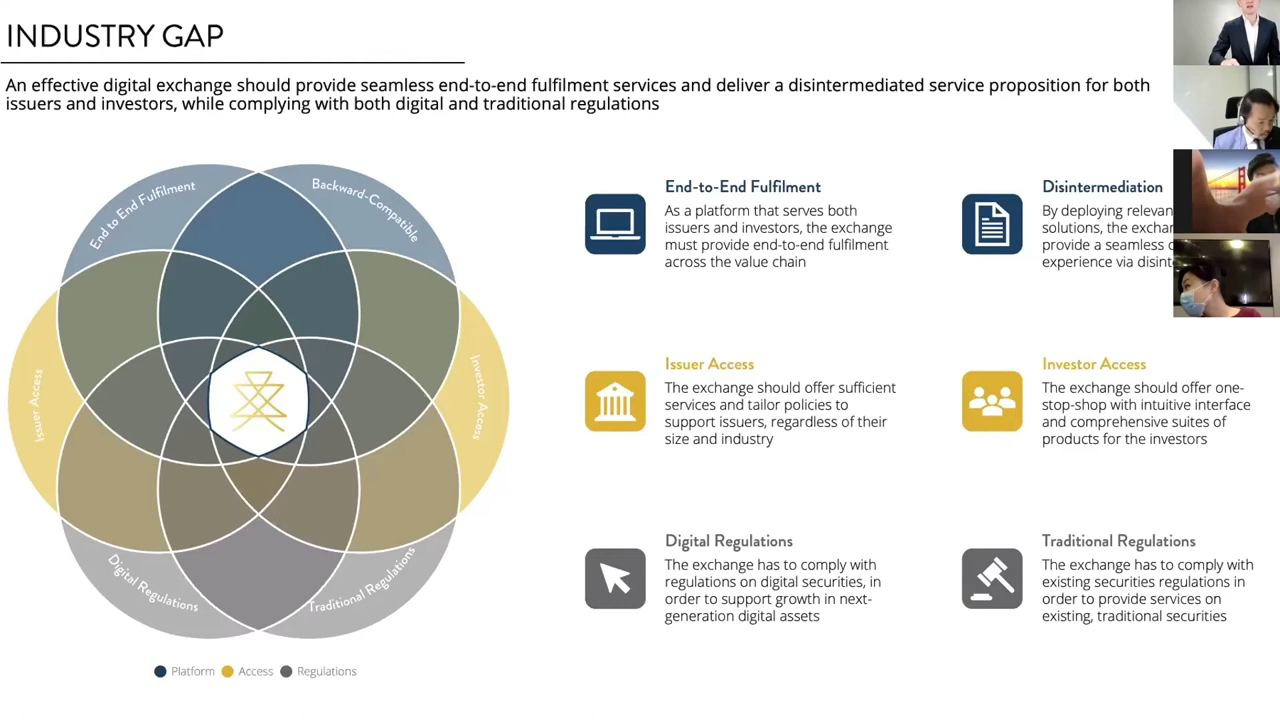 INDUSTRY GAP
An effective digital exchange should provide seamless end-to-end fulfilment services and deliver a disintermediated service proposition for both
issuers and investors, while complying with both digital and traditional regulations
End to End Fulfilment
Backward-Compatible
Issuer Access
Investor Access
Digital Regulations
Traditional Regulations
Platform
Access
Regulations
End-to-End Fulfilment
As a platform that serves both
issuers and investors, the exchange
must provide end-to-end fulfilment
across the value chain
Disintermediation
By deploying relevan
solutions, the exchan
provide a seamless
experience via disint
Issuer Access
The exchange should offer sufficient
services and tailor policies to
support issuers, regardless of their
size and industry
Investor Access
The exchange should offer one-
stop-shop with intuitive interface
and comprehensive suites of
products for the investors
Digital Regulations
The exchange has to comply with
regulations on digital securities, in
order to support growth in next-
generation digital assets
Traditional Regulations
The exchange has to comply with
existing securities regulations in
order to provide services on
existing, traditional securities